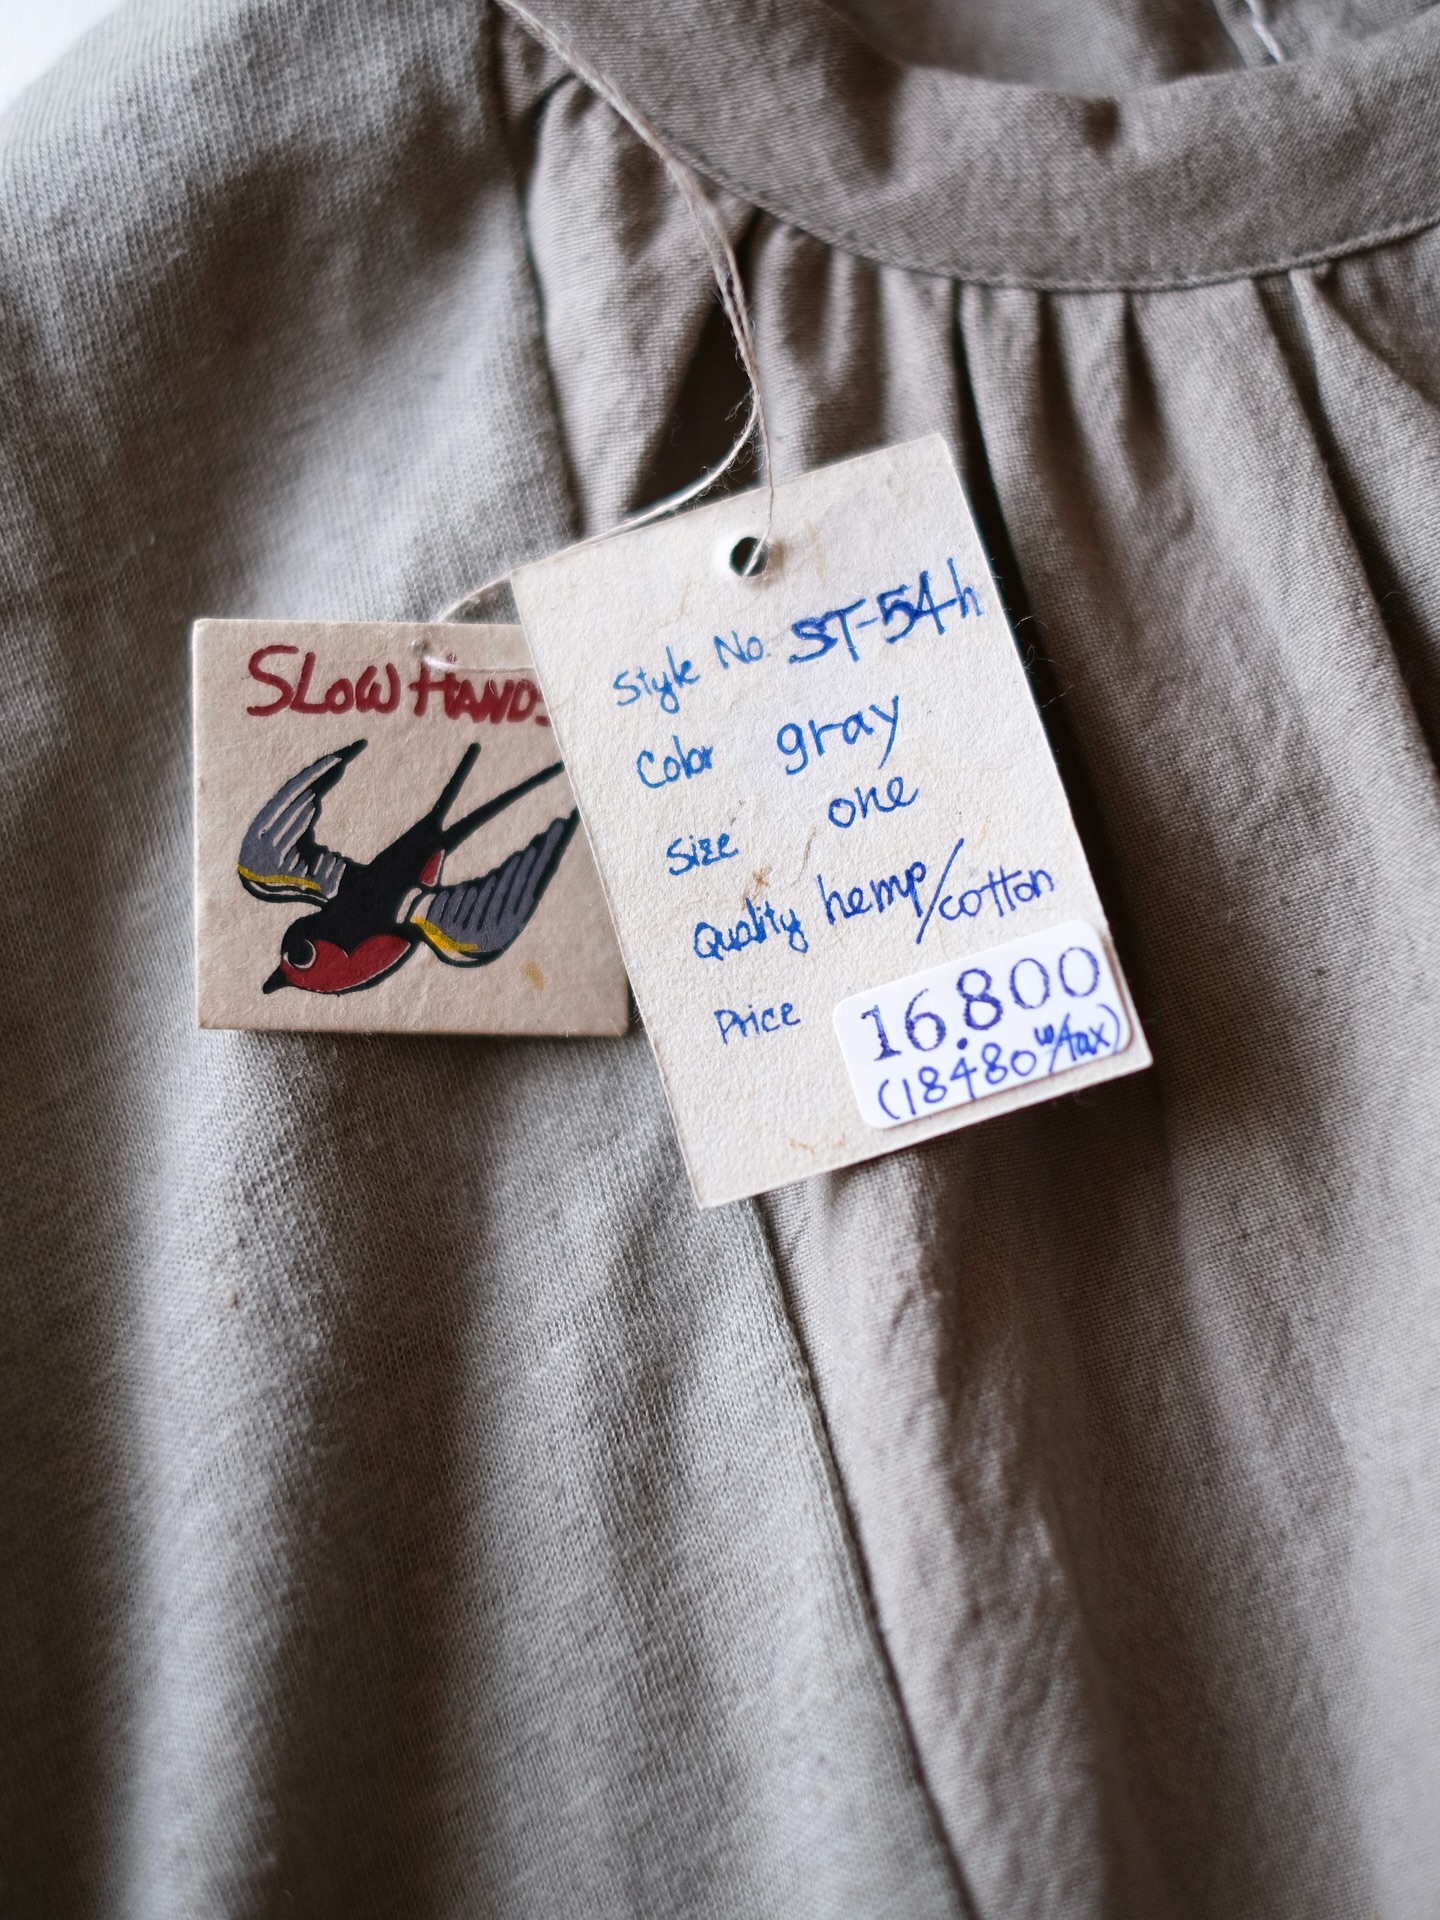 SLOW HANDS
Style No. ST-54-h
Color gray
Size one
Quality hemp/cotton
Price 16.800
(18480 w/tax)